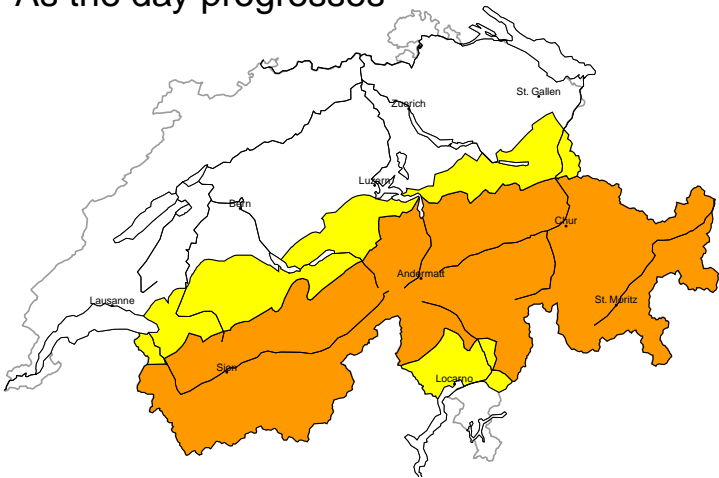 As the day progresses
St. Gallen
Zuerich
Luzern
Bern
Chur
Andermatt
Lausanne
St. Moritz
Sion
Locarno